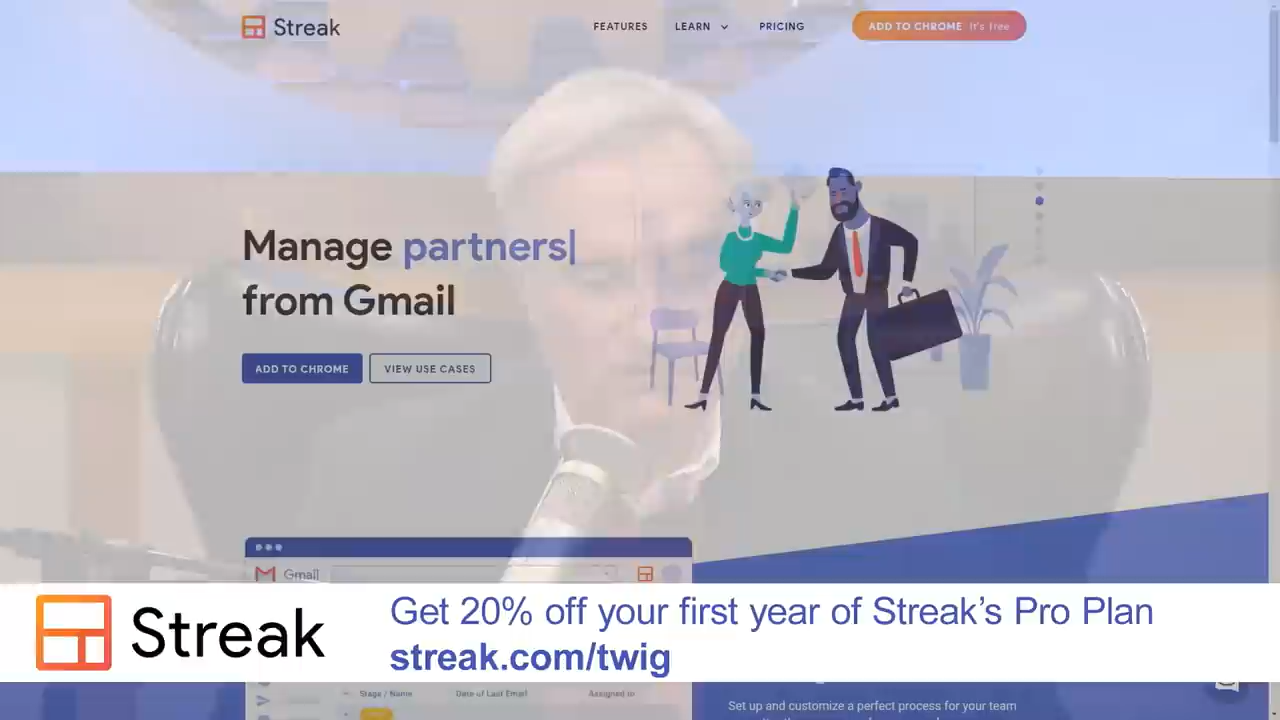 Streak
FEATURES
LEARN
PRICING
ADD TO CHROME It's free
Manage partners|
from Gmail
ADD TO CHROME
VIEW USE CASES
Gmail
Streak
Get 20% off your first year of Streak's Pro Plan
streak.com/twig
Stage / Name
Date of Last Email
Assigned to
Set up and customize a perfect process for your team